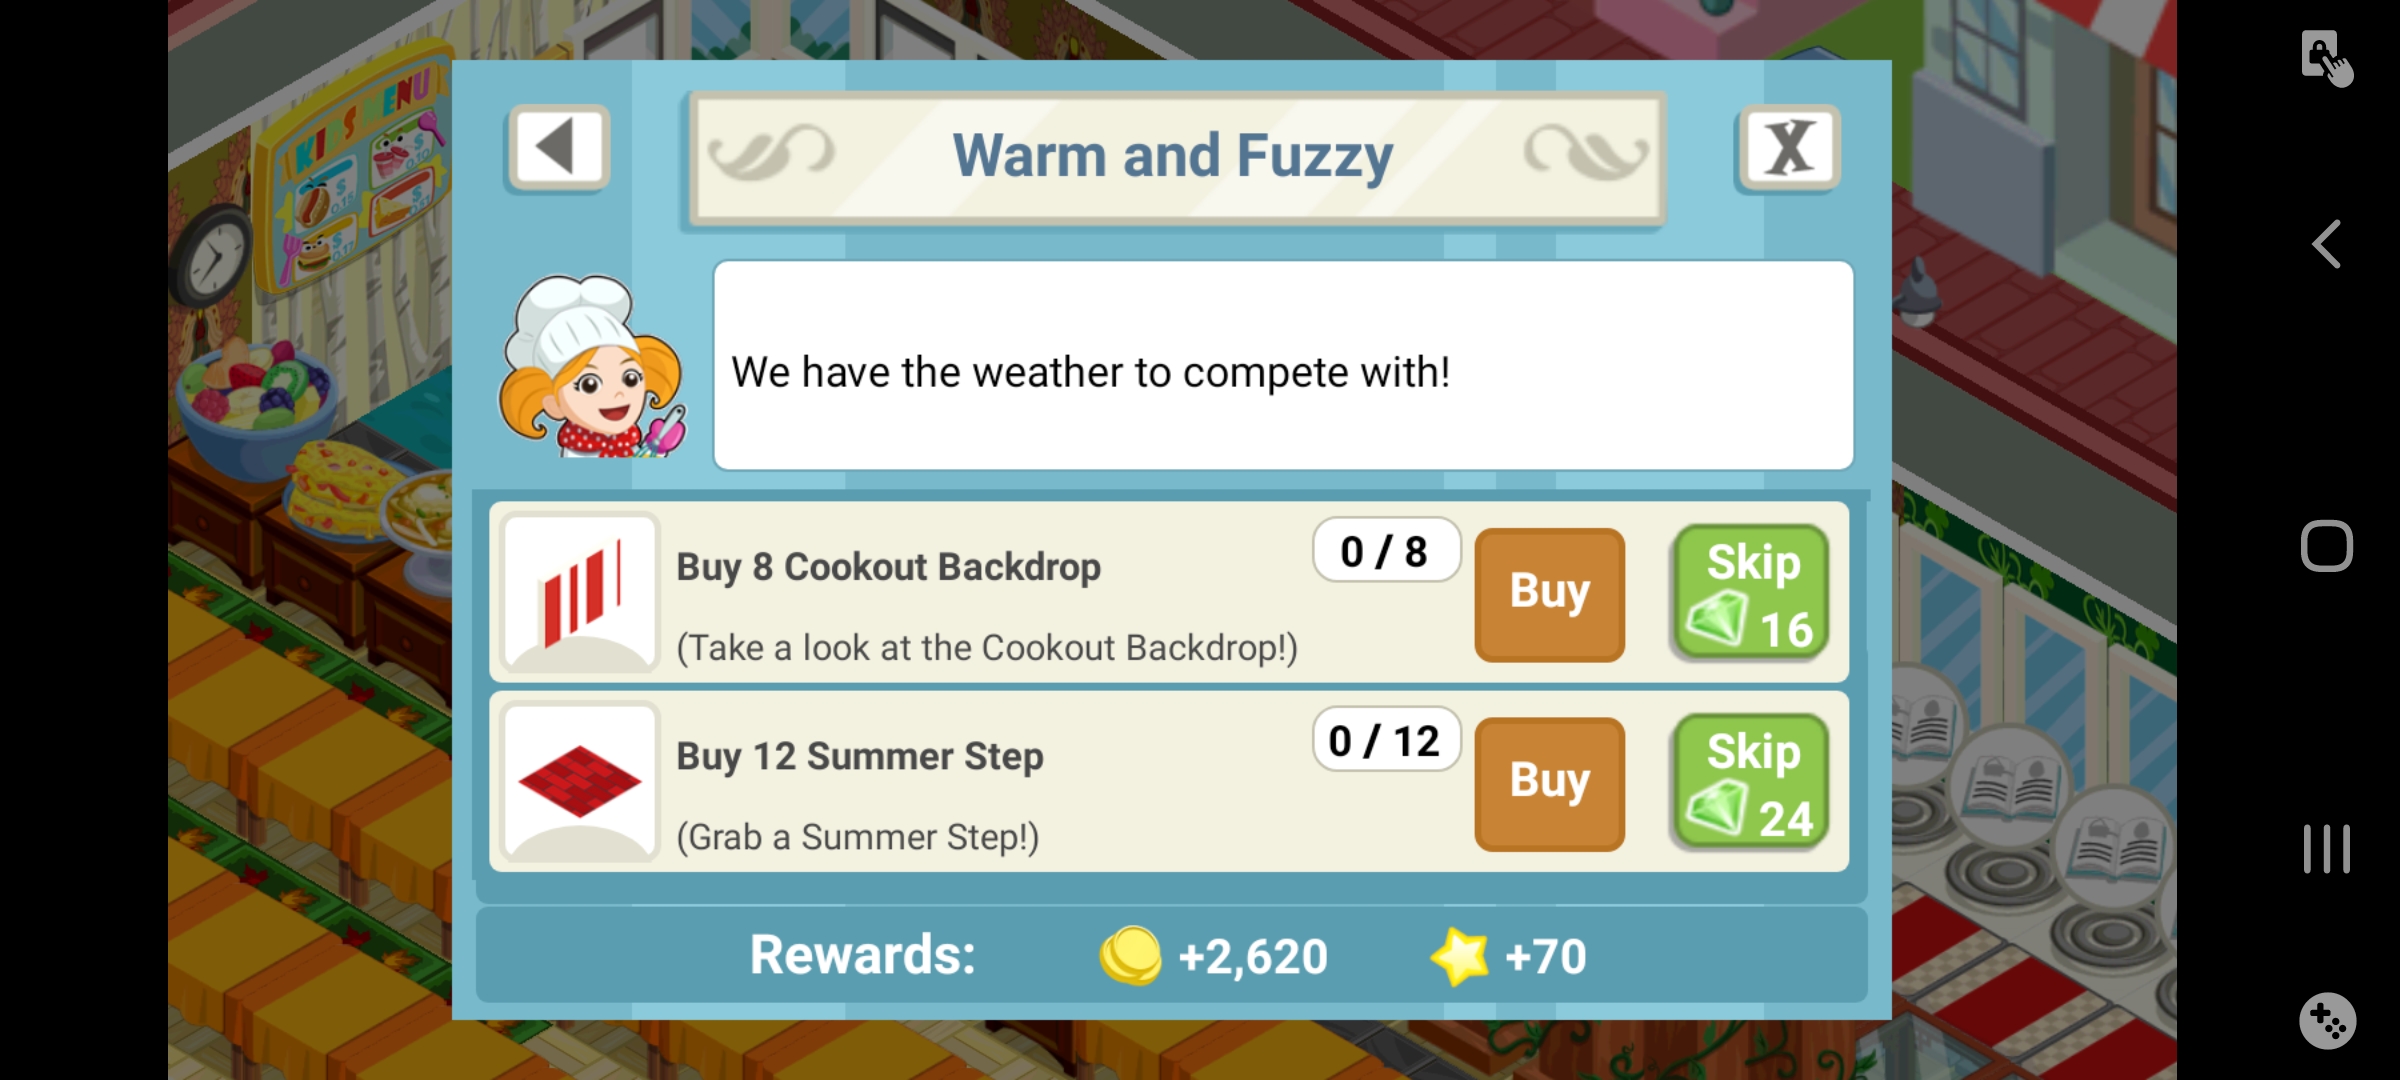 KIDS MENU
Warm and Fuzzy
X
We have the weather to compete with!
Buy 8 Cookout Backdrop
0 / 8
Buy
Skip
16
(Take a look at the Cookout Backdrop!)
Buy 12 Summer Step
0 / 12
Buy
Skip
24
(Grab a Summer Step!)
Rewards:
+2,620
+70